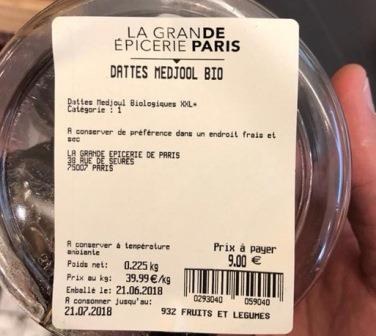 LA GRANDE
ÉPICERIE PARIS
DATTES MEDJOOL BIO
Dattes Medjoul Biologiques XXL*
Catégorie : 1
A conserver de préférence dans un endroit frais et
sec
LA GRANDE EPICERIE DE PARIS
38 RUE DE SEURES
75007 PARIS
A conserver à température
ambiante
Poids net: 0.225 kg
Prix au kg: 39.99 €/kg
Emballé le: 21.06.2018
A consommer jusqu'au:
21.07.2018
Prix à payer
9.00 €
0293040 059040
932 FRUITS ET LEGUMES